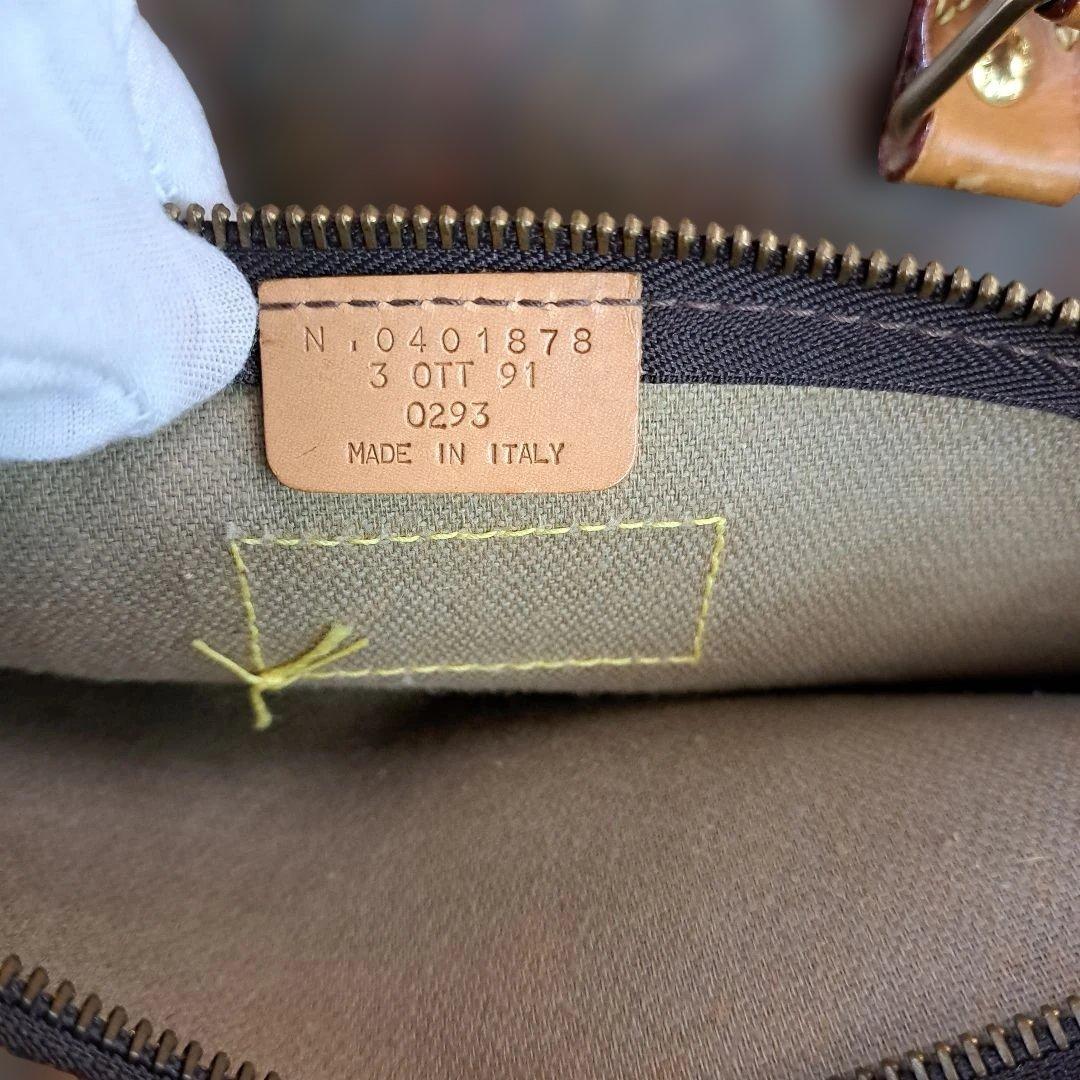 N.0401878
3 OTT 91
0293
MADE IN ITALY